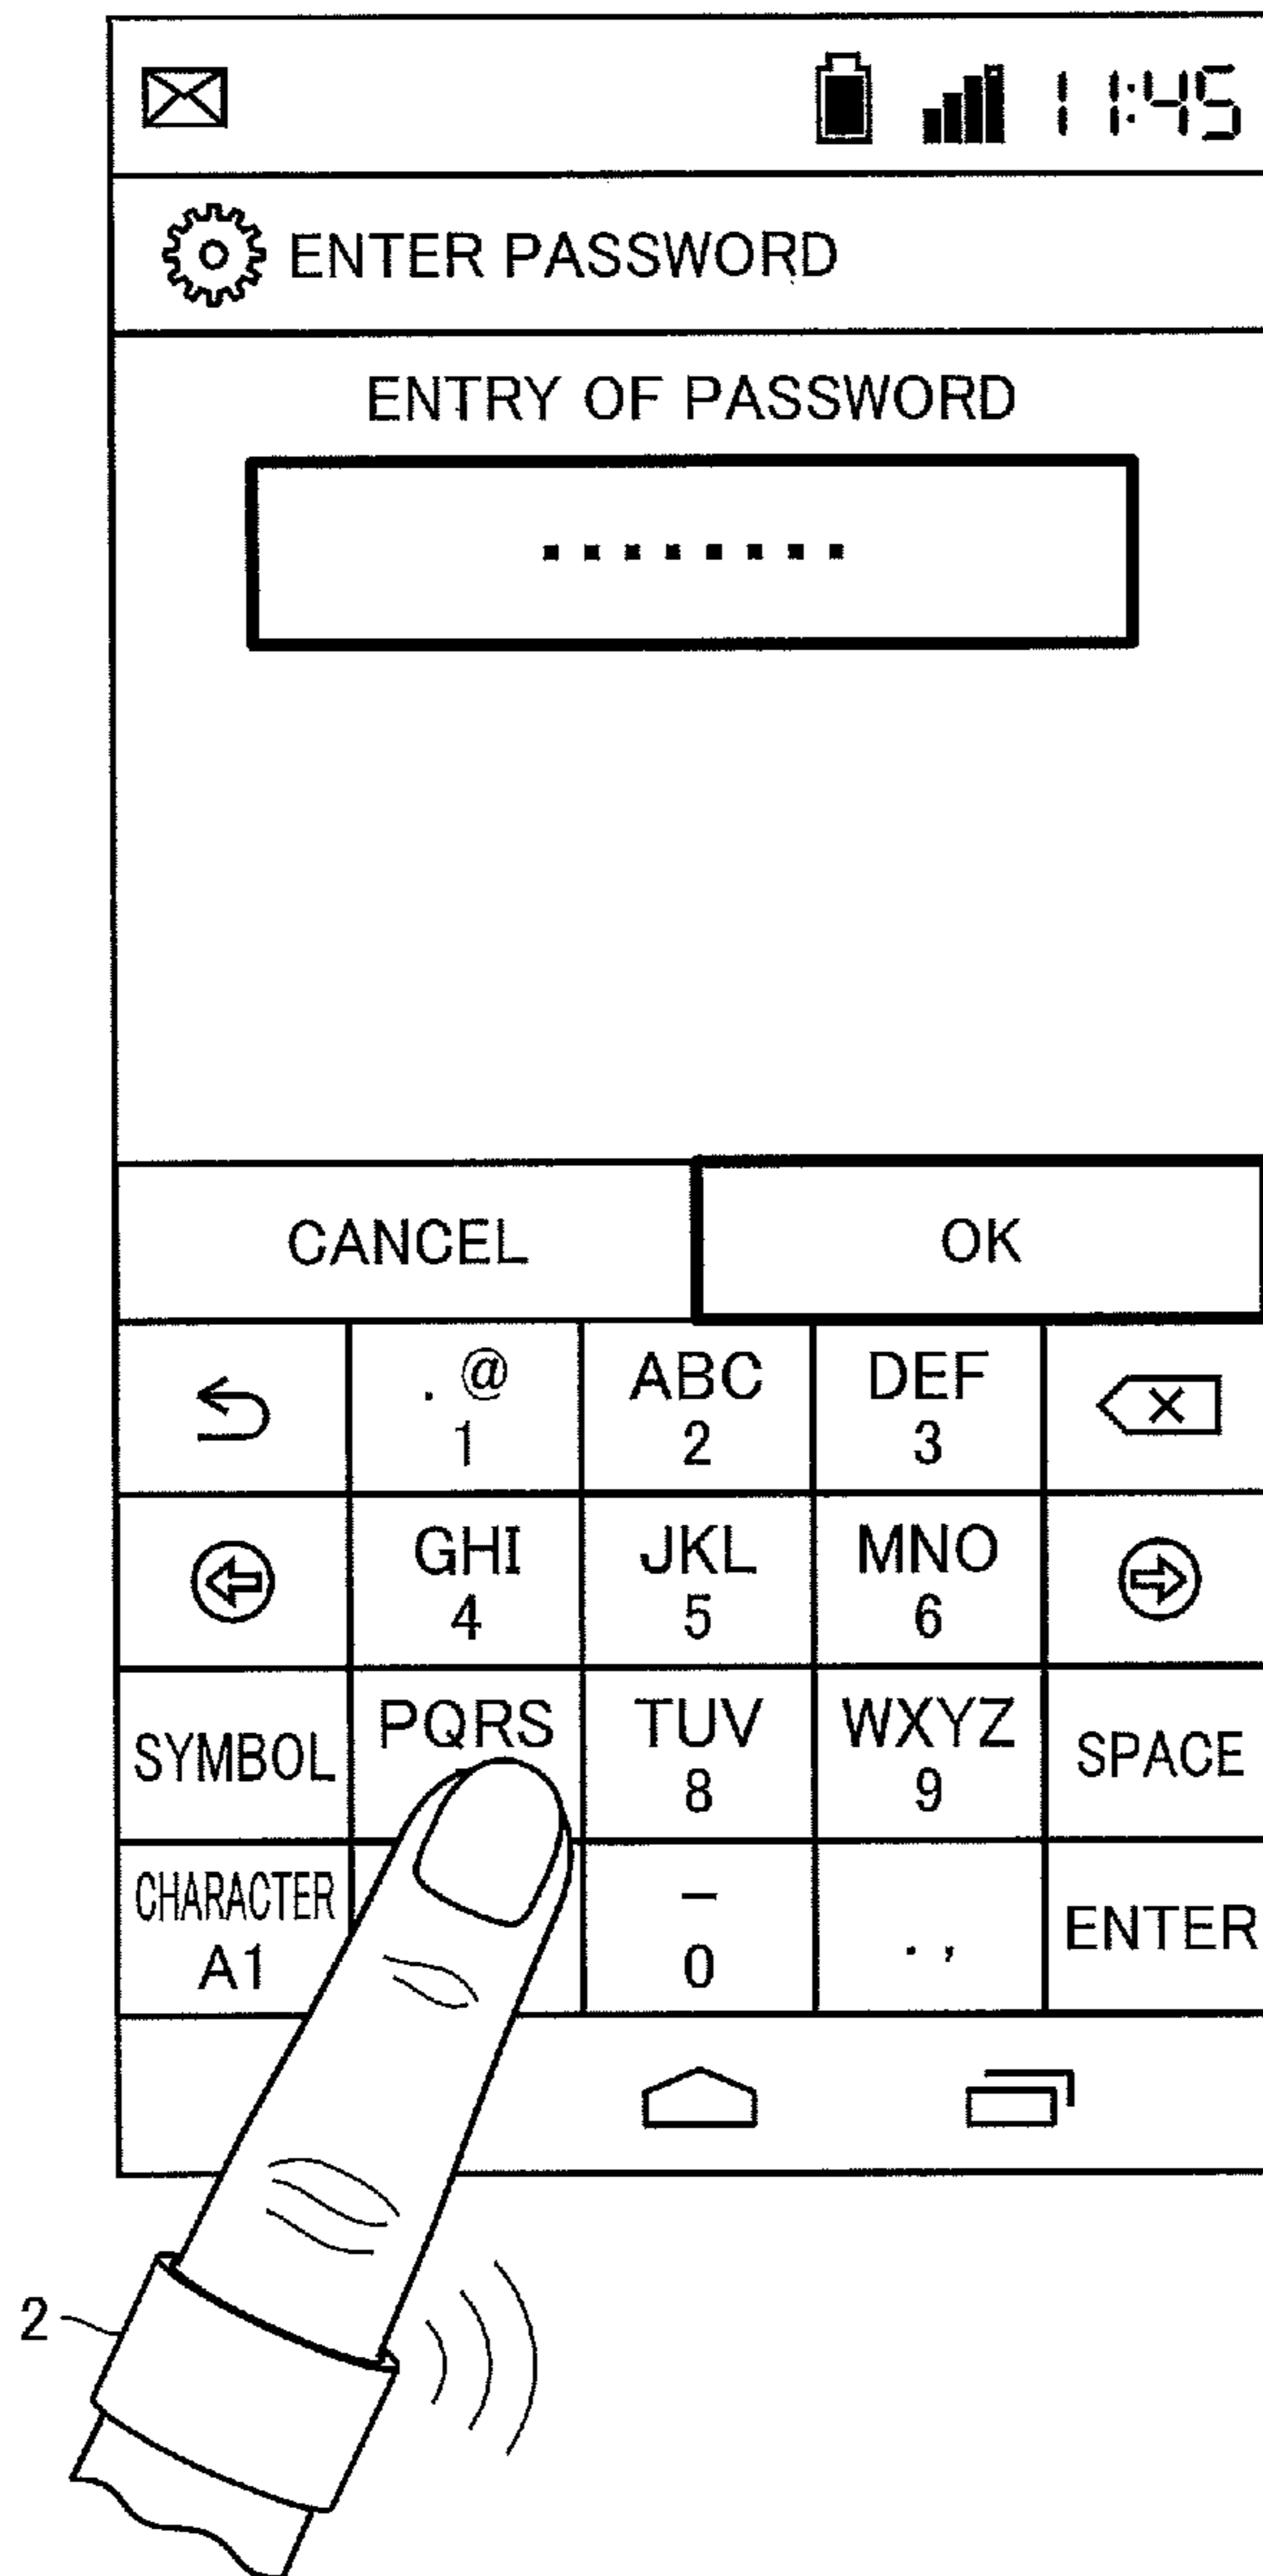 11:45
ENTER PASSWORD
ENTRY OF PASSWORD
CANCEL OK
. @ ABC DEF
1 2 3
GHI JKL MNO
4 5 6
SYMBOL PQRS TUV WXYZ SPACE
8 9
CHARACTER – . , ENTER
A1 0
2